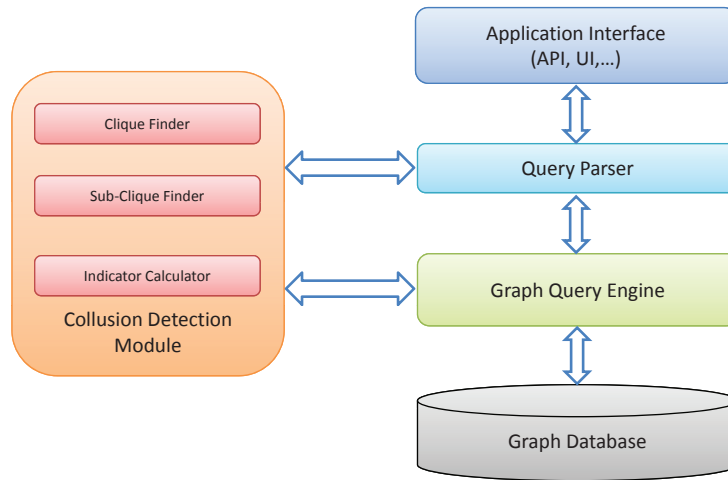 Application Interface
(API, UI,...)
Clique Finder
Query Parser
Sub-Clique Finder
Indicator Calculator
Graph Query Engine
Collusion Detection
Module
Graph Database